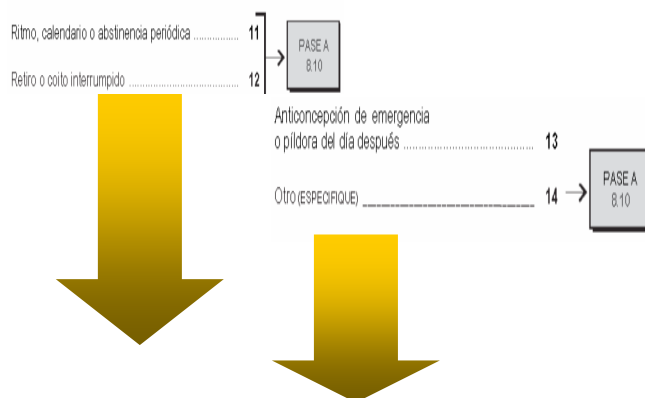 Ritmo, calendario o abstinencia periódica ................ 11
PASE A
8.10
Retiro o coito interrumpido ....................................... 12
Anticoncepción de emergencia
o píldora del día después ............................................. 13
Otro (ESPECIFIQUE) ________________________________ 14
PASE A
8.10